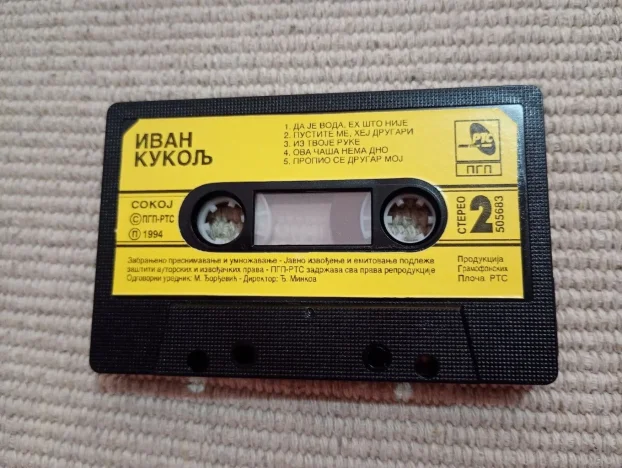 ИВАН
КУКОЉ
1. ДА ЈЕ ВОДА, ЕХ ШТО НИЈЕ
2. ПУСТИТЕ МЕ, ХЕЈ ДРУГАРИ
3. ИЗ ТВОЈЕ РУКЕ
4. ОВА ЧАША НЕМА ДНО
5. ПРОПИО СЕ ДРУГАР МОЈ
РТС
ПГП
СОКОЈ
Ⓒ ПГП-РТС
Ⓟ 1994
СТЕРЕО
2
505683
Забрањено преснимавање и умножавање - Јавно извођење и емитовање подлеже
заштити ауторских и извођачких права - ПГП-РТС задржава сва права репродукције
Одговорни уредник: М. Ђорђевић - Директор: Ђ. Минков
Продукција
Грамофонских
Плоча РТС